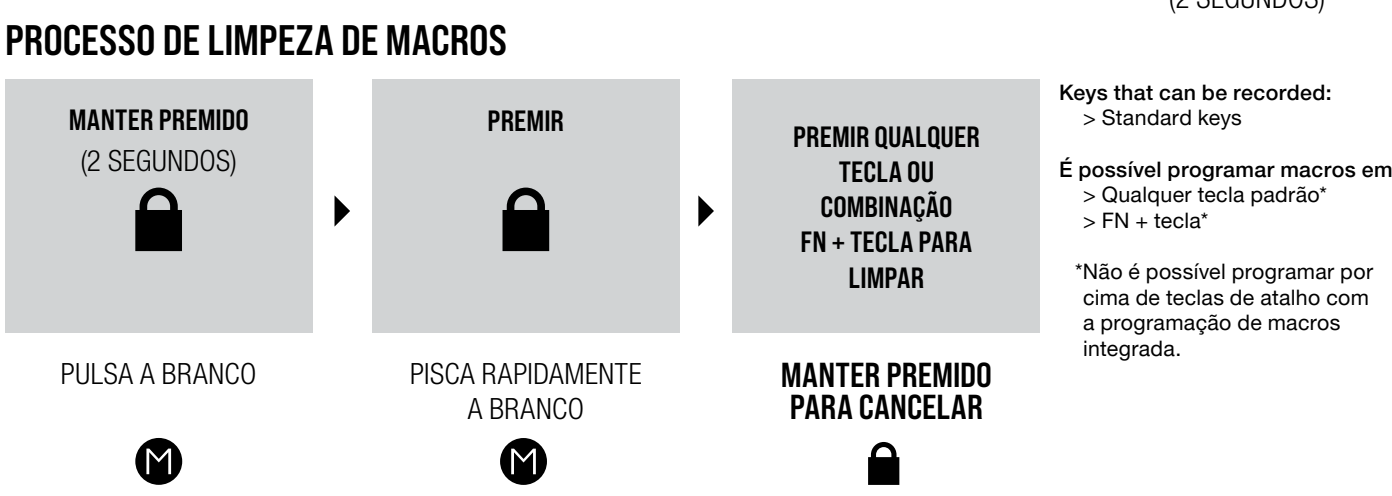 (2 SEGUNDOS)
PROCESSO DE LIMPEZA DE MACROS
MANTER PREMIDO
(2 SEGUNDOS)
PULSA A BRANCO
M
PREMIR
PISCA RAPIDAMENTE
A BRANCO
M
PREMIR QUALQUER
TECLA OU
COMBINAÇÃO
FN + TECLA PARA
LIMPAR
MANTER PREMIDO
PARA CANCELAR
Keys that can be recorded:
> Standard keys
É possível programar macros em
> Qualquer tecla padrão*
> FN + tecla*
*Não é possível programar por
cima de teclas de atalho com
a programação de macros
integrada.